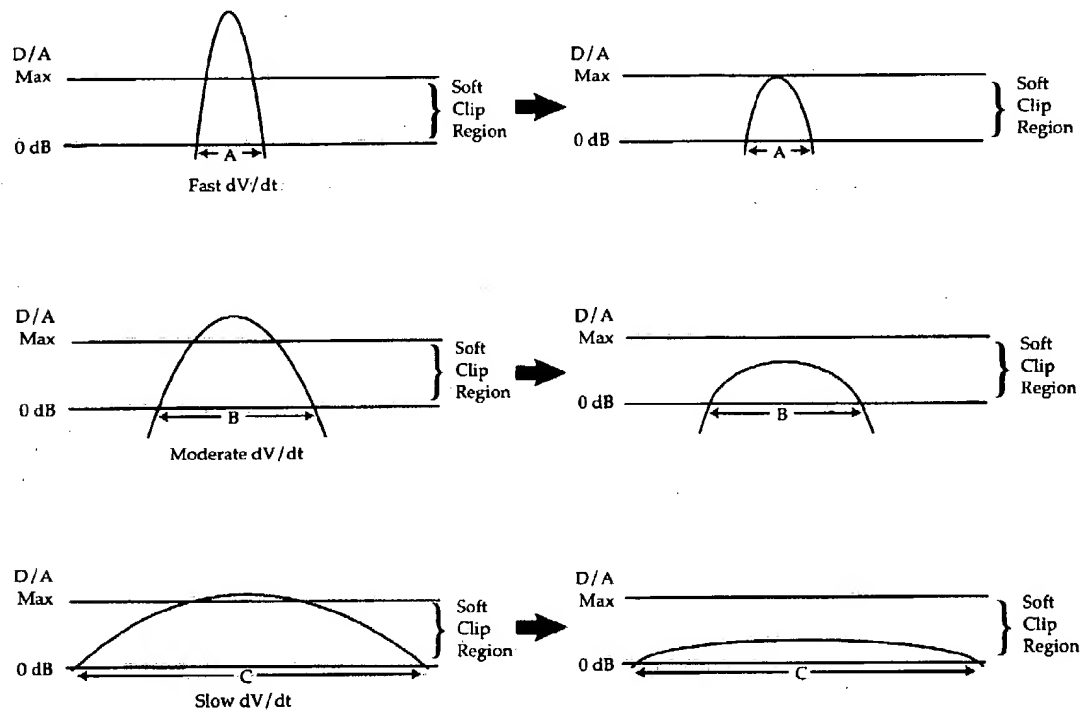 D/A
Max
Soft
Clip
Region
0 dB
A
Fast dV/dt
D/A
Max
Soft
Clip
Region
0 dB
A
D/A
Max
Soft
Clip
Region
0 dB
B
Moderate dV/dt
D/A
Max
Soft
Clip
Region
0 dB
B
D/A
Max
Soft
Clip
Region
0 dB
C
Slow dV/dt
D/A
Max
Soft
Clip
Region
0 dB
C